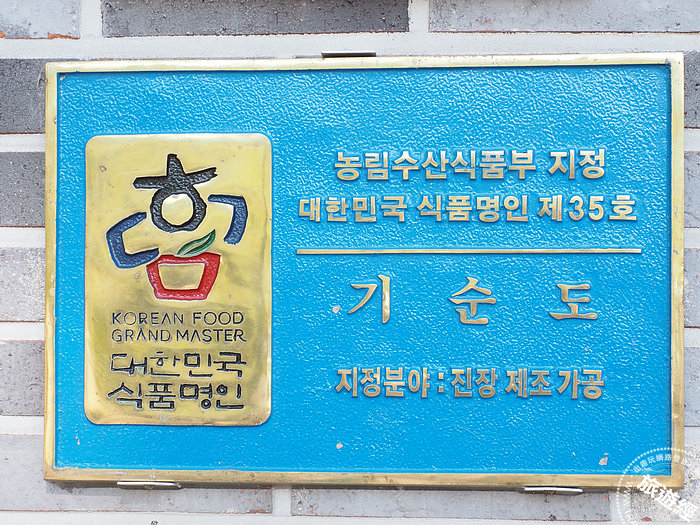 KOREAN FOOD
GRAND MASTER
대한민국
식품명인
농림수산식품부 지정
대한민국 식품명인 제35호
기 순 도
지정분야 : 진장 제조 가공